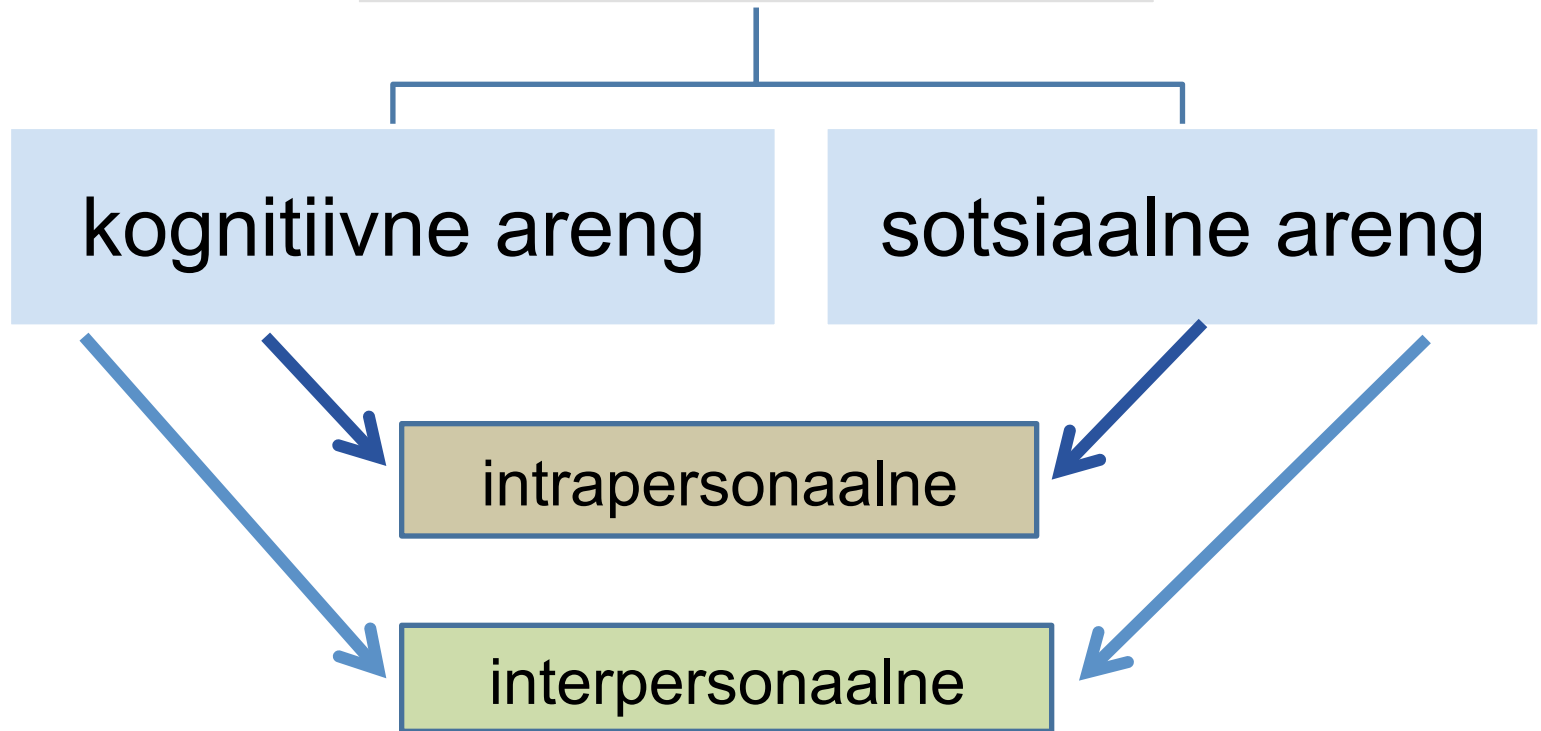 kognitiivne areng
sotsiaalne areng
intrapersonaalne
interpersonaalne